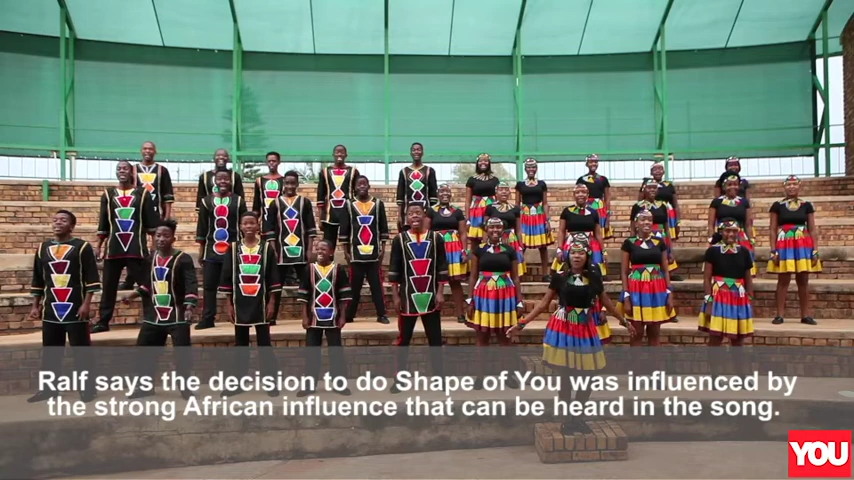 Ralf says the decision to do Shape of You was influenced by
the strong African influence that can be heard in the song.
YOU